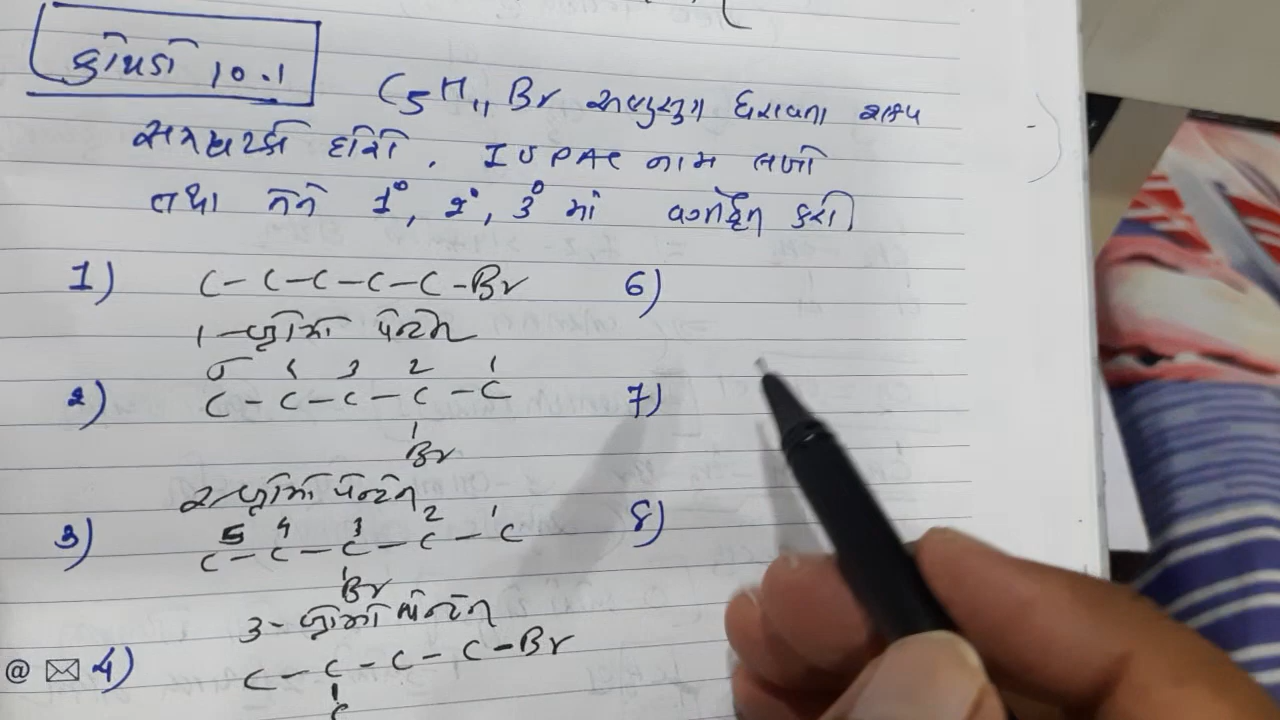 કોયડો 10.1
C5H11Br અણુસૂત્ર ધરાવતા શક્ય
સમઘટકો દોરો. IUPAC નામ લખો
તથા તેને 1°, 2°, 3° માં વર્ગીકૃત કરો
1) C-C-C-C-C-Br 6)
1-બ્રોમો પેન્ટેન
5 4 3 2 1
2) C-C-C-C-C 7)
Br
2-બ્રોમો પેન્ટેન
8)
5 4 3 2 1
3) C-C-C-C-C
Br
3-બ્રોમો પેન્ટેન
@ ✉ 4) C-C-C-C-Br
C